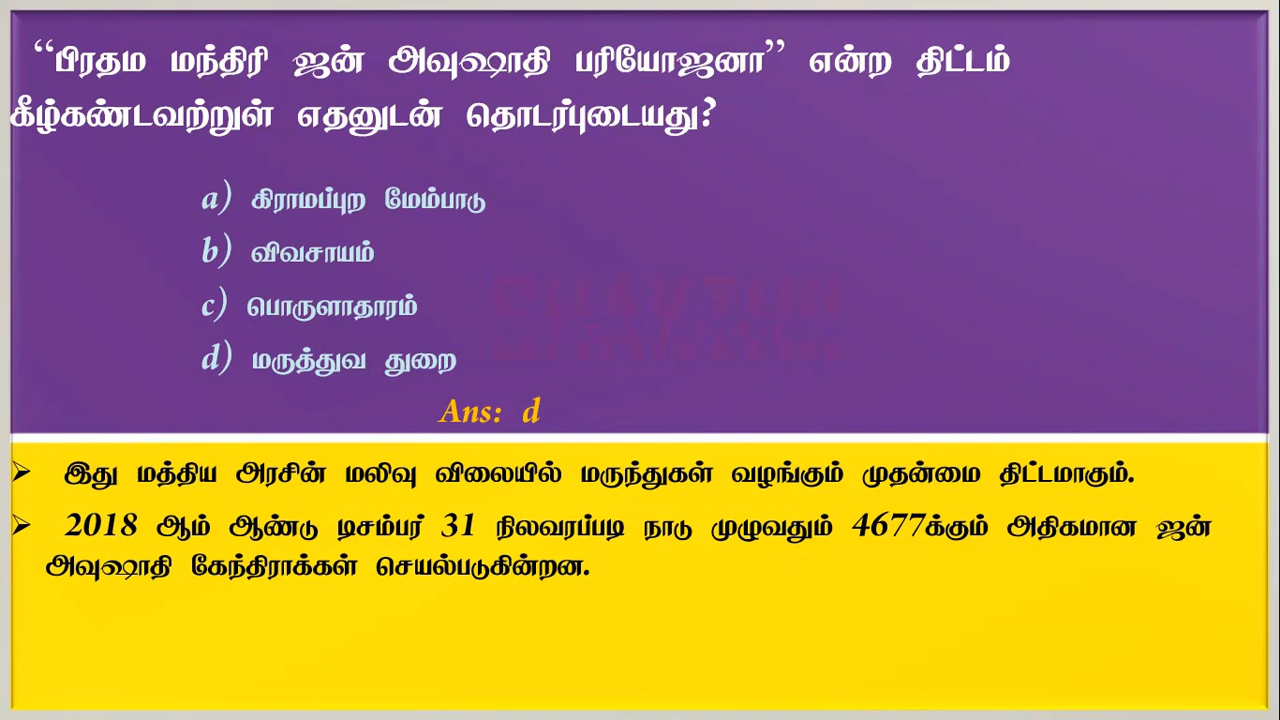 “பிரதம மந்திரி ஜன் அவுஷாதி பரியோஜனா” என்ற திட்டம்
கீழ்கண்டவற்றுள் எதனுடன் தொடர்புடையது?
a) கிராமப்புற மேம்பாடு
b) விவசாயம்
c) பொருளாதாரம்
d) மருத்துவ துறை
Ans: d
➢ இது மத்திய அரசின் மலிவு விலையில் மருந்துகள் வழங்கும் முதன்மை திட்டமாகும்.
➢ 2018 ஆம் ஆண்டு டிசம்பர் 31 நிலவரப்படி நாடு முழுவதும் 4677க்கும் அதிகமான ஜன்
அவுஷாதி கேந்திராக்கள் செயல்படுகின்றன.